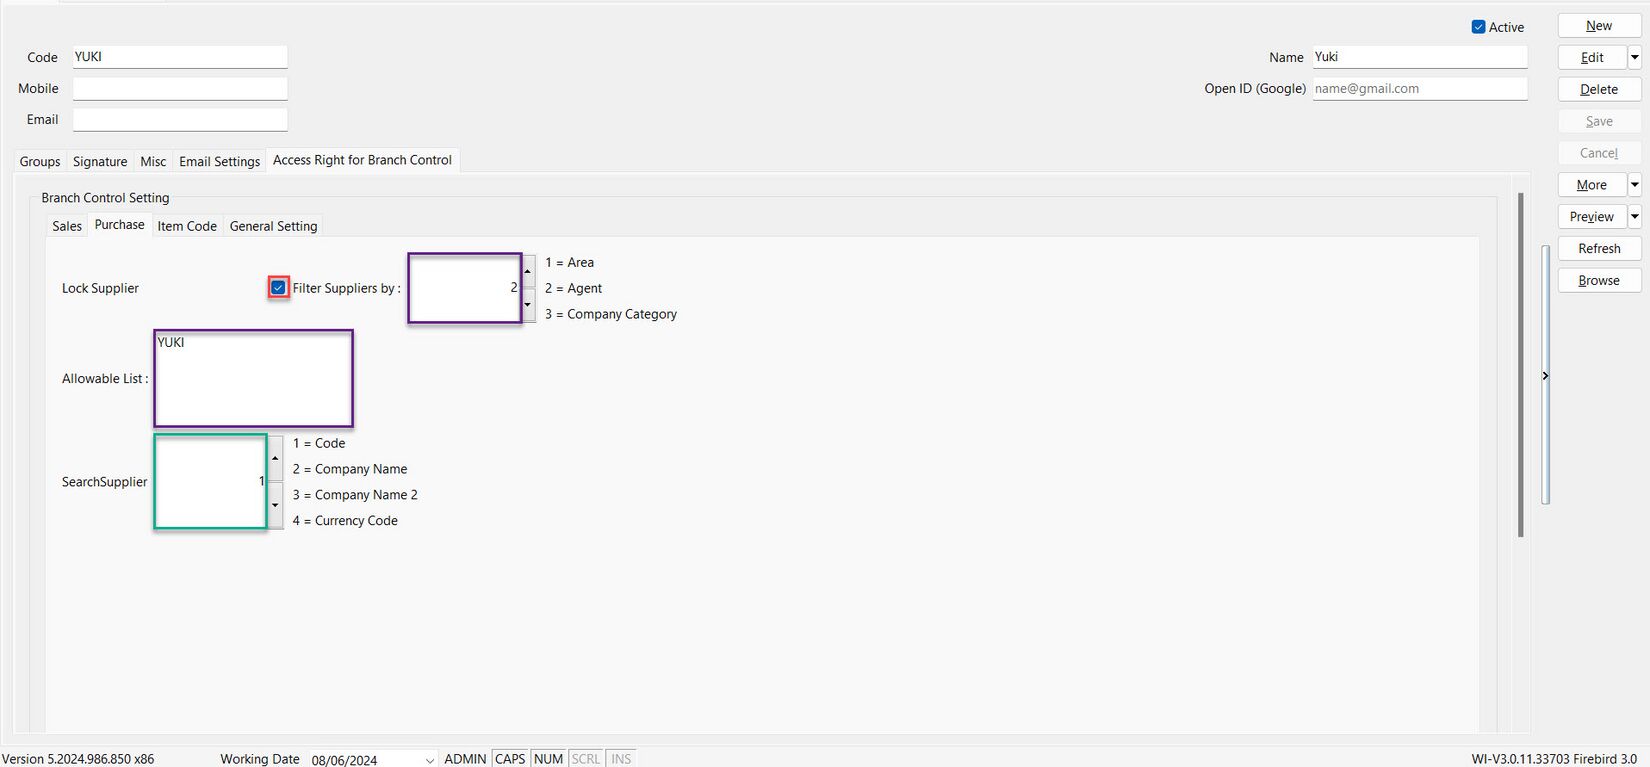 Active
New
Code YUKI Name Yuki Edit
Mobile Open ID (Google) name@gmail.com Delete
Email Save
Cancel
Groups Signature Misc Email Settings Access Right for Branch Control
More
Branch Control Setting
Preview
Sales Purchase Item Code General Setting
Refresh
1 = Area
Browse
Lock Supplier Filter Suppliers by : 2 2 = Agent
3 = Company Category
YUKI
Allowable List :
1 = Code
2 = Company Name
SearchSupplier 1
3 = Company Name 2
4 = Currency Code
Version 5.2024.986.850 x86 Working Date 08/06/2024 ADMIN CAPS NUM SCRL INS WI-V3.0.11.33703 Firebird 3.0